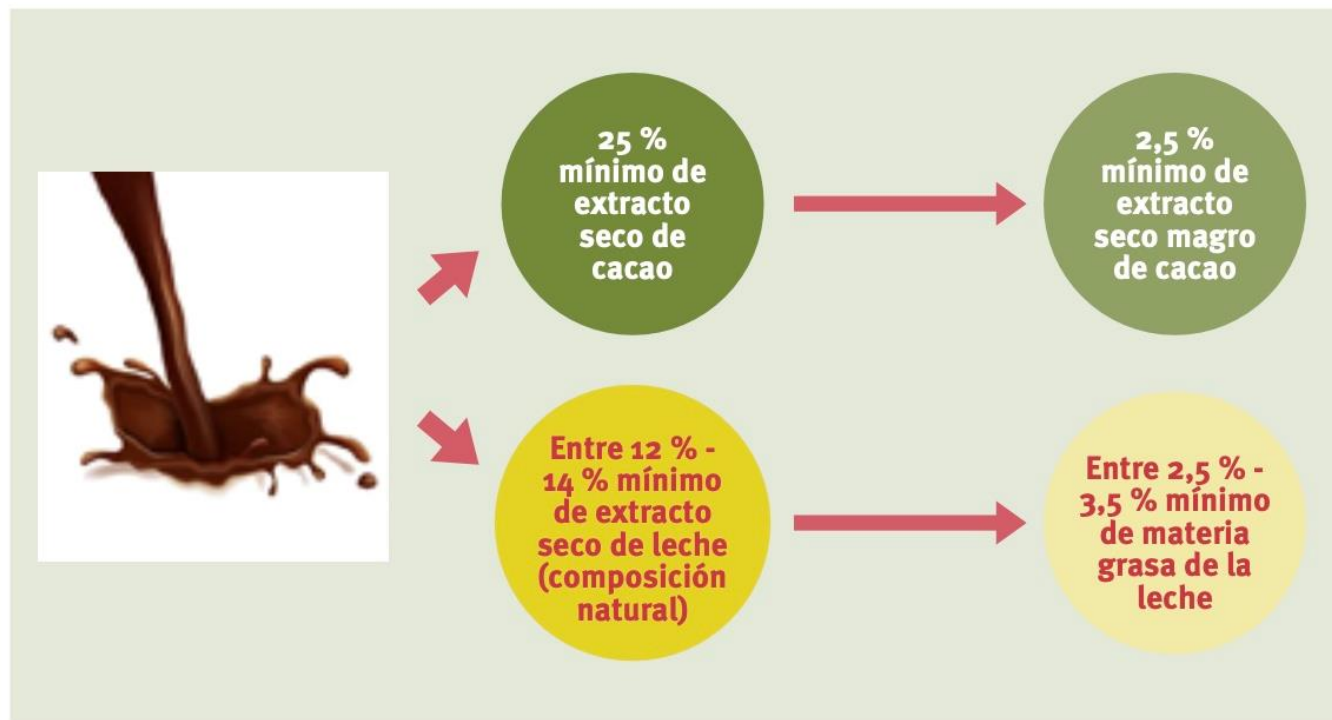 25 %
mínimo de
extracto
seco de
cacao
2,5 %
mínimo de
extracto
seco magro
de cacao
Entre 12 % -
14 % mínimo
de extracto
seco de leche
(composición
natural)
Entre 2,5 % -
3,5 % mínimo
de materia
grasa de la
leche